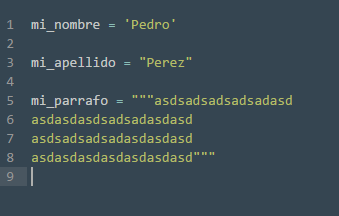 1 mi_nombre = 'Pedro'
2
3 mi_apellido = "Perez"
4
5 mi_parrafo = """asdsadsadsadsadasd
6 asdasdasdsadsadasdasd
7 asdsadsadsadasdasdasd
8 asdasdasdasdasdasdasd"""
9